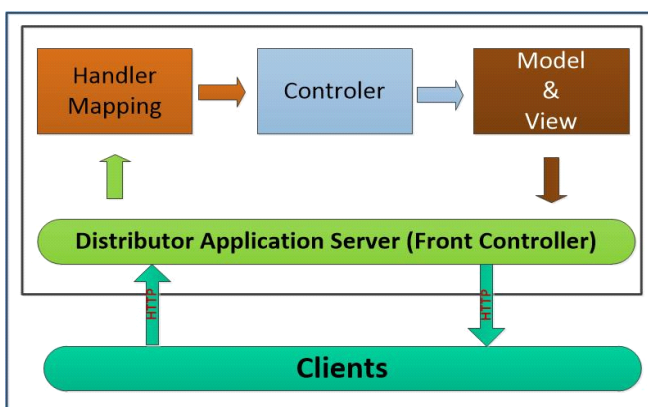 Handler
Mapping
Controler
Model
&
View
Distributor Application Server (Front Controller)
HTTP
HTTP
Clients